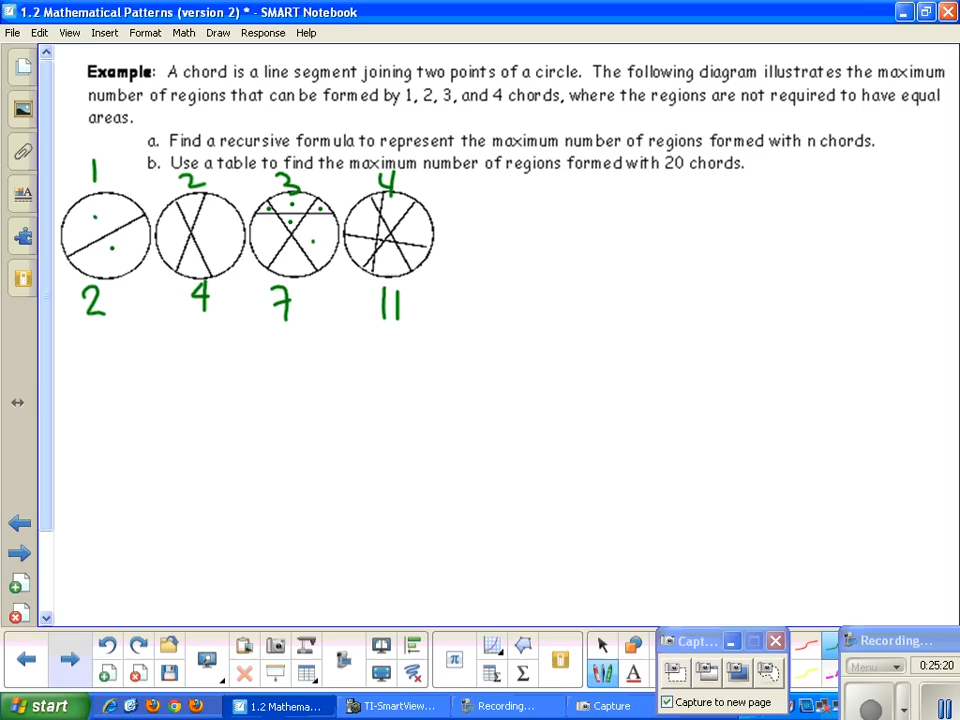 1.2 Mathematical Patterns (version 2) * - SMART Notebook
File Edit View Insert Format Math Draw Response Help
Example: A chord is a line segment joining two points of a circle. The following diagram illustrates the maximum
number of regions that can be formed by 1, 2, 3, and 4 chords, where the regions are not required to have equal
areas.
a. Find a recursive formula to represent the maximum number of regions formed with n chords.
b. Use a table to find the maximum number of regions formed with 20 chords.
1 2 3 4
2 4 7 11
Capt...
Recording...
Menu
0:25:20
Capture to new page
start
1.2 Mathema...
TI-SmartView...
Recording...
Capture